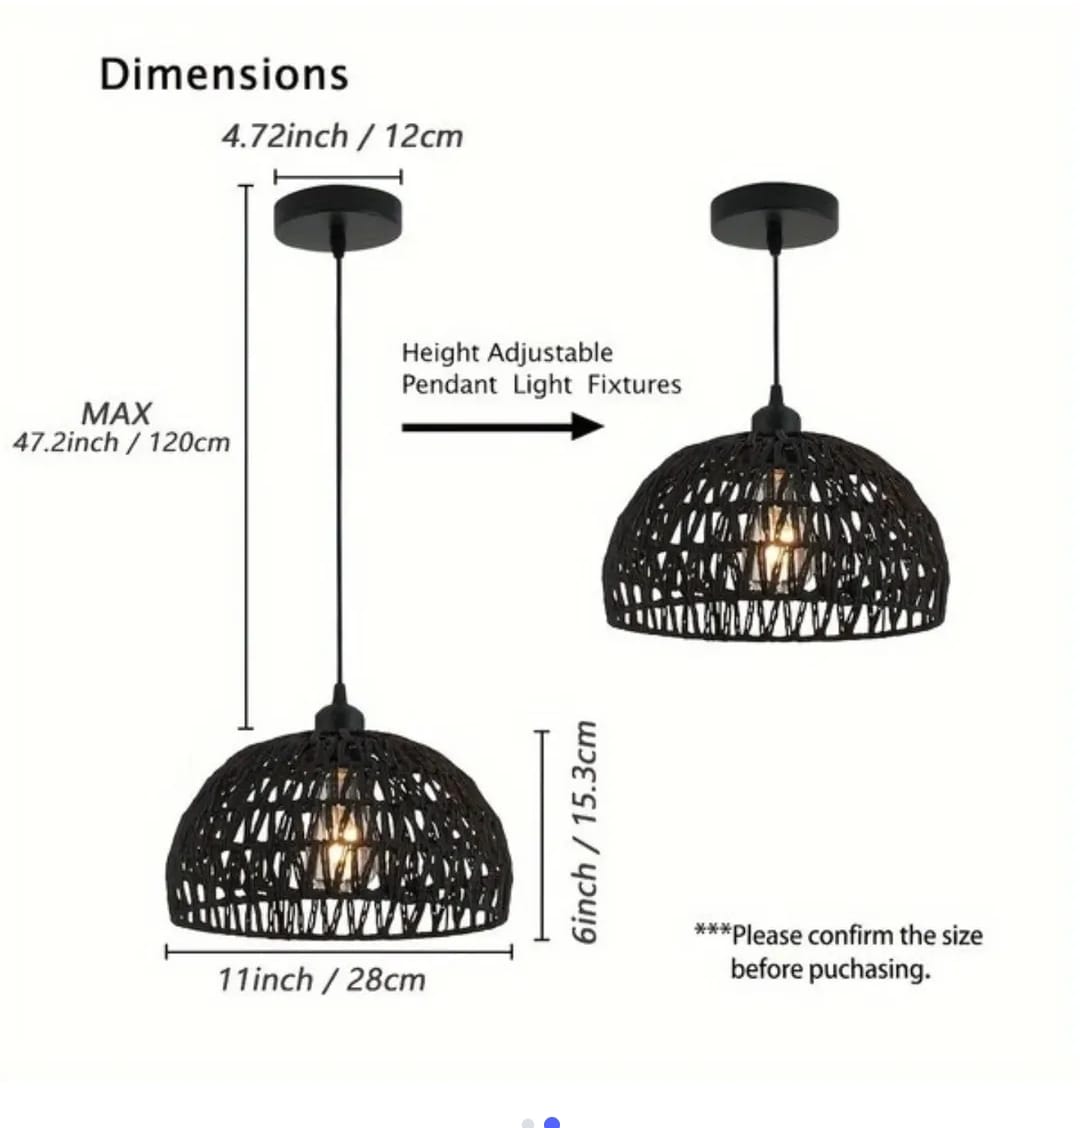 Dimensions
4.72inch / 12cm
Height Adjustable
Pendant Light Fixtures
MAX
47.2inch / 120cm
6inch / 15.3cm
11inch / 28cm
***Please confirm the size
before puchasing.